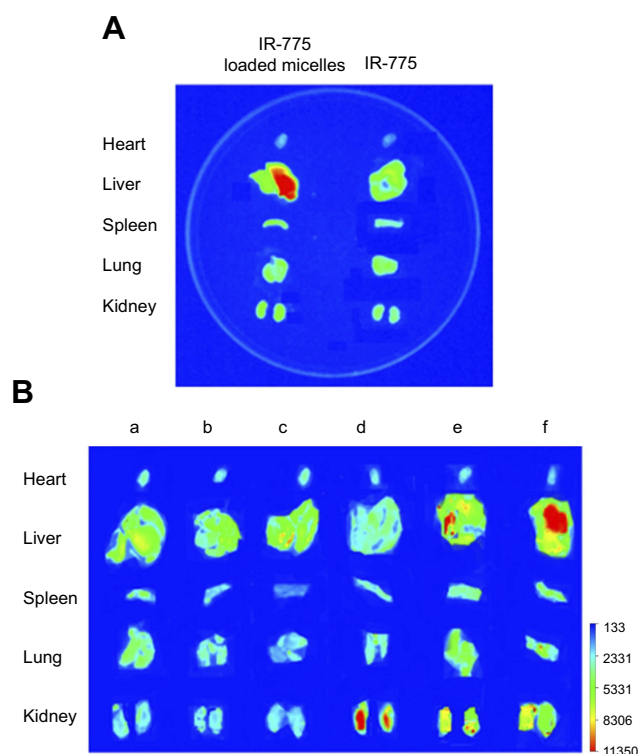 A
IR-775
loaded micelles
IR-775
Heart
Liver
Spleen
Lung
Kidney
B
a b c d e f
Heart
Liver
Spleen
Lung
Kidney
133
2331
5331
8306
11350